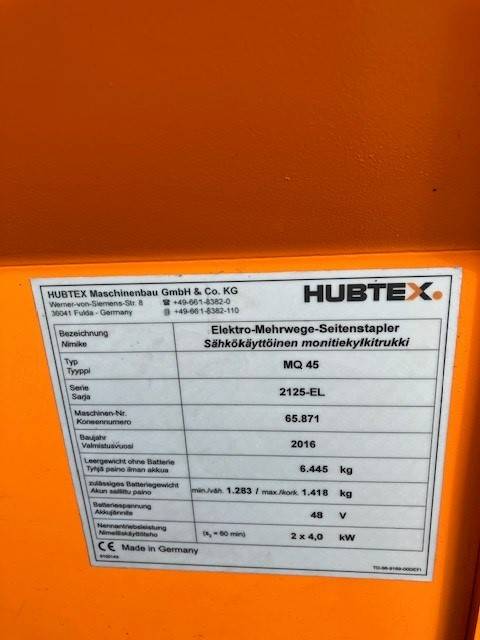 HUBTEX Maschinenbau GmbH & Co. KG
Werner-von-Siemens-Str. 8 ☎ +49-661-8382-0
36041 Fulda - Germany +49-661-8382-110
HUBTEX.
Bezeichnung Elektro-Mehrwege-Seitenstapler
Nimike Sähkökäyttöinen monitiekylkitrukki
Typ MQ 45
Tyyppi
Serie 2125-EL
Sarja
Maschinen-Nr. 65.871
Koneennumero
Baujahr 2016
Valmistusvuosi
Leergewicht ohne Batterie 6.445 kg
Tyhjä paino ilman akkua
zulässiges Batteriegewicht min./väh. 1.283 / max./kork. 1.418 kg
Akun sallittu paino
Batteriespannung 48 V
Akkujännite
Nennantriebsleistung (s₂ = 60 min) 2 x 4,0 kW
Nimelliskäyttöteho
CE Made in Germany